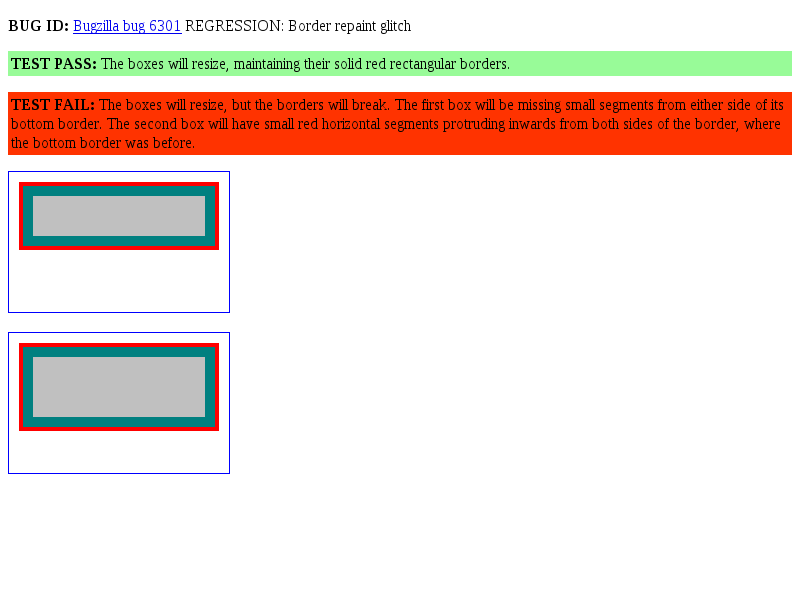 BUG ID: Bugzilla bug 6301 REGRESSION: Border repaint glitch
TEST PASS: The boxes will resize, maintaining their solid red rectangular borders.
TEST FAIL: The boxes will resize, but the borders will break. The first box will be missing small segments from either side of its
bottom border. The second box will have small red horizontal segments protruding inwards from both sides of the border, where
the bottom border was before.